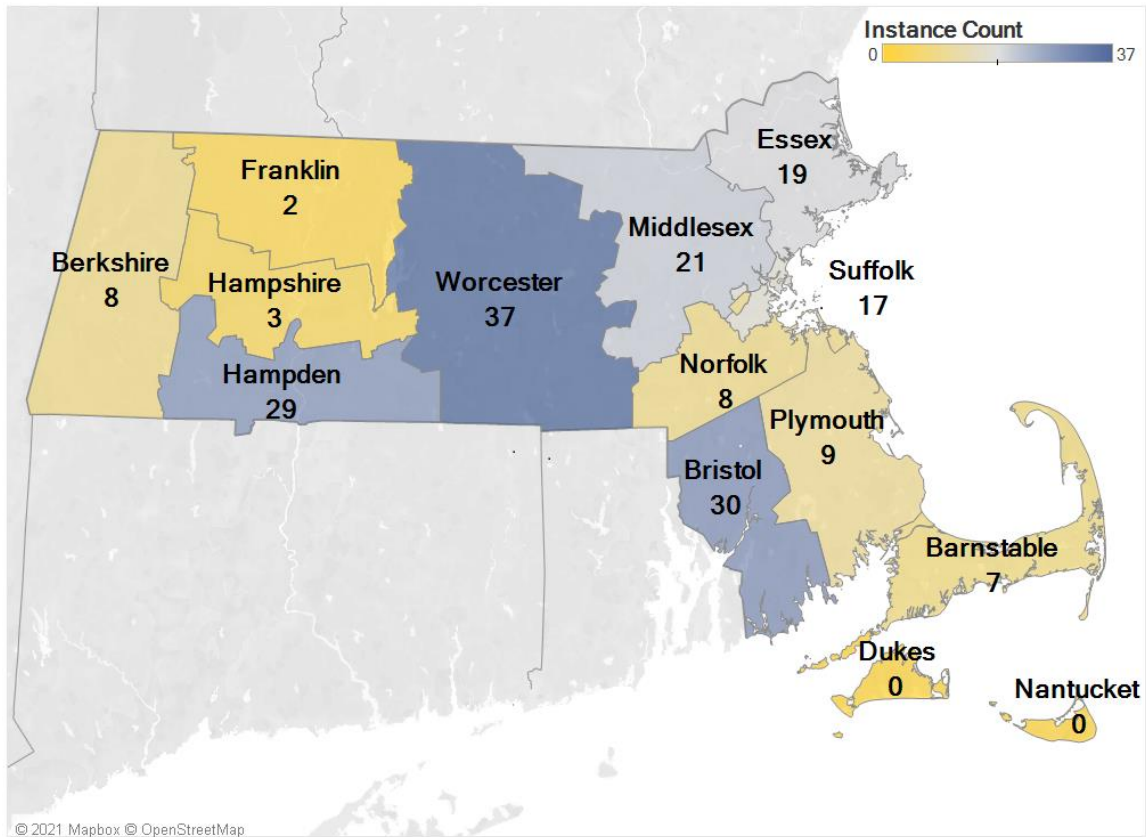 Instance Count
0 37
Essex
19
Franklin
2
Middlesex
21
Berkshire
8
Hampshire
3
Worcester
37
Suffolk
17
Hampden
29
Norfolk
8
Plymouth
9
Bristol
30
Barnstable
7
Dukes
0
Nantucket
0
© 2021 Mapbox © OpenStreetMap